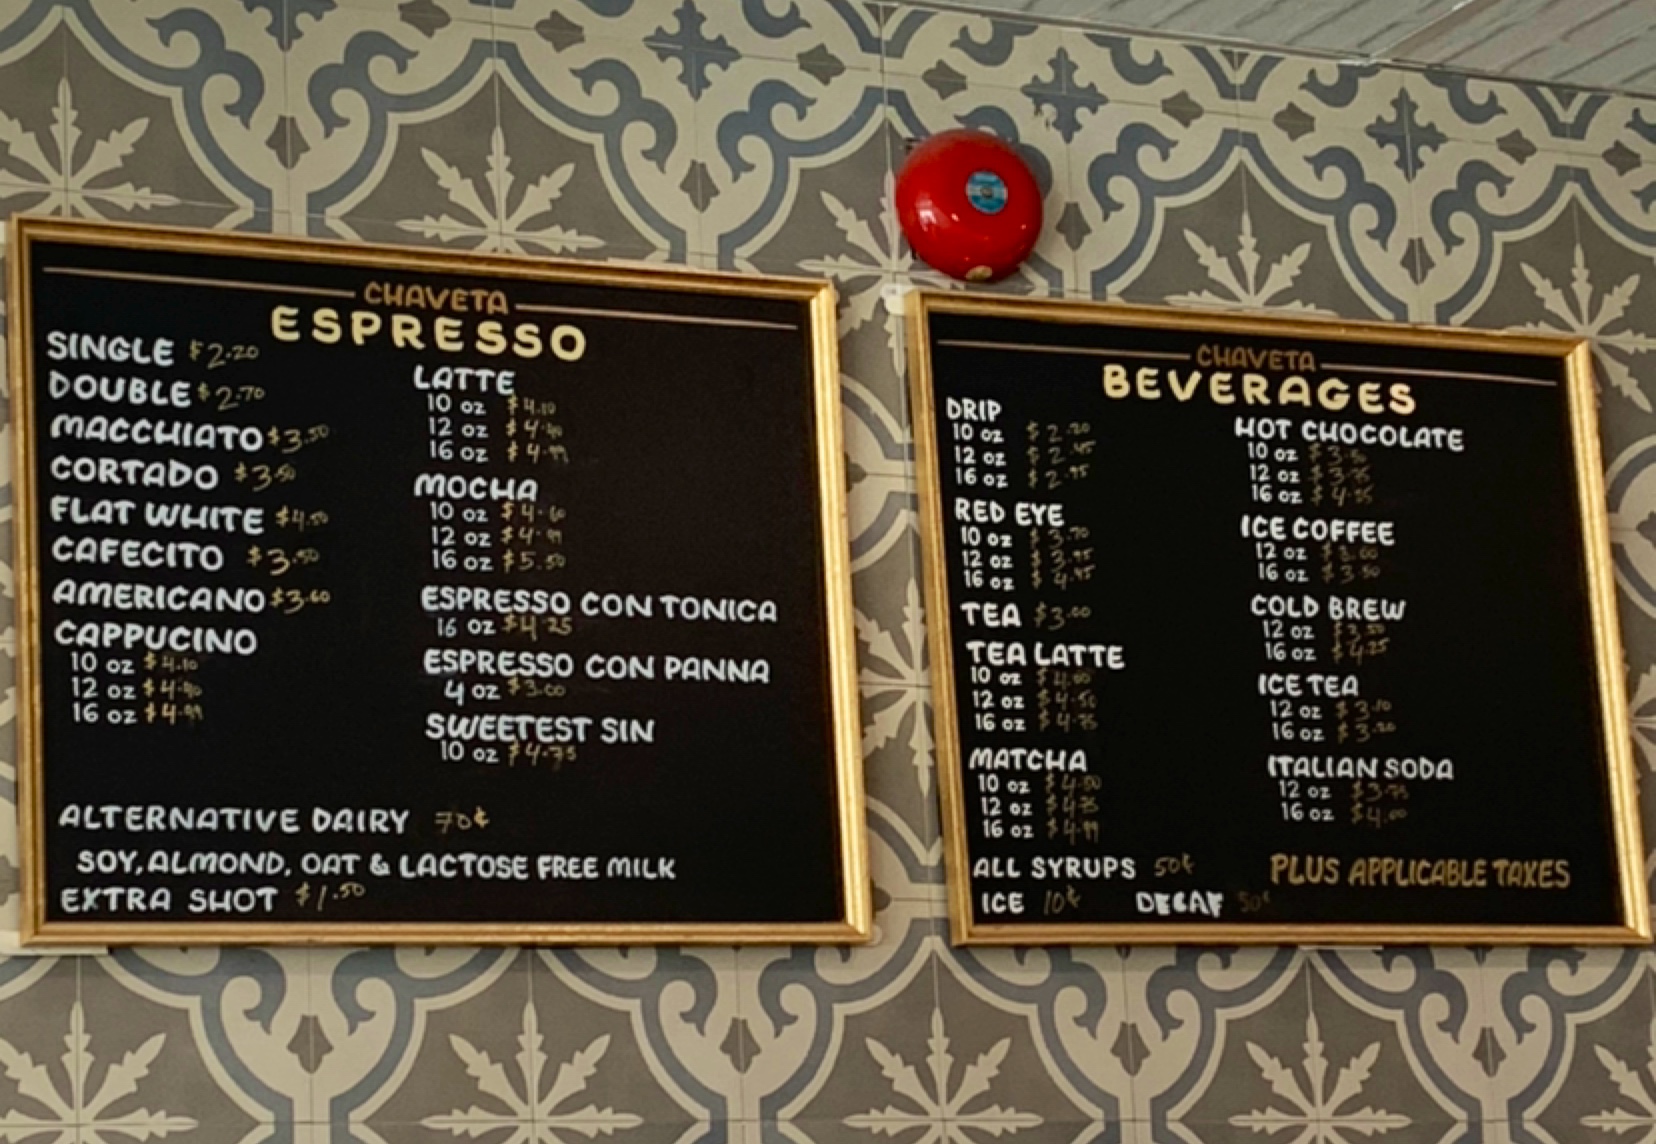 CHAVETA
ESPRESSO
SINGLE $2.20
DOUBLE $2.70
MACCHIATO $3.50
CORTADO $3.50
FLAT WHITE $4.50
CAFECITO $3.50
AMERICANO $3.60
CAPPUCINO
10 oz $4.10
12 oz
16 oz $4.99
LATTE
10 oz $4.10
12 oz
16 oz $4.99
MOCHA
10 oz $4.60
12 oz $4.99
16 oz $5.50
ESPRESSO CON TONICA
16 oz $4.25
ESPRESSO CON PANNA
4 oz $3.00
SWEETEST SIN
10 oz $4.75
ALTERNATIVE DAIRY 70¢
SOY, ALMOND, OAT & LACTOSE FREE MILK
EXTRA SHOT $1.50
CHAVETA
BEVERAGES
DRIP
10 oz $2.20
12 oz $2.45
16 oz $2.95
RED EYE
10 oz $3.70
12 oz $3.95
16 oz $4.45
TEA $3.00
TEA LATTE
10 oz $4.00
12 oz $4.50
16 oz $4.75
MATCHA
10 oz $4.50
12 oz $4.75
16 oz $4.99
HOT CHOCOLATE
10 oz $3.50
12 oz $3.75
16 oz $4.25
ICE COFFEE
12 oz $3.00
16 oz $3.50
COLD BREW
12 oz $3.50
16 oz $4.25
ICE TEA
12 oz $3.10
16 oz $3.20
ITALIAN SODA
12 oz $3.75
16 oz $4.00
ALL SYRUPS 50¢
PLUS APPLICABLE TAXES
ICE 10¢ DECAF 50¢